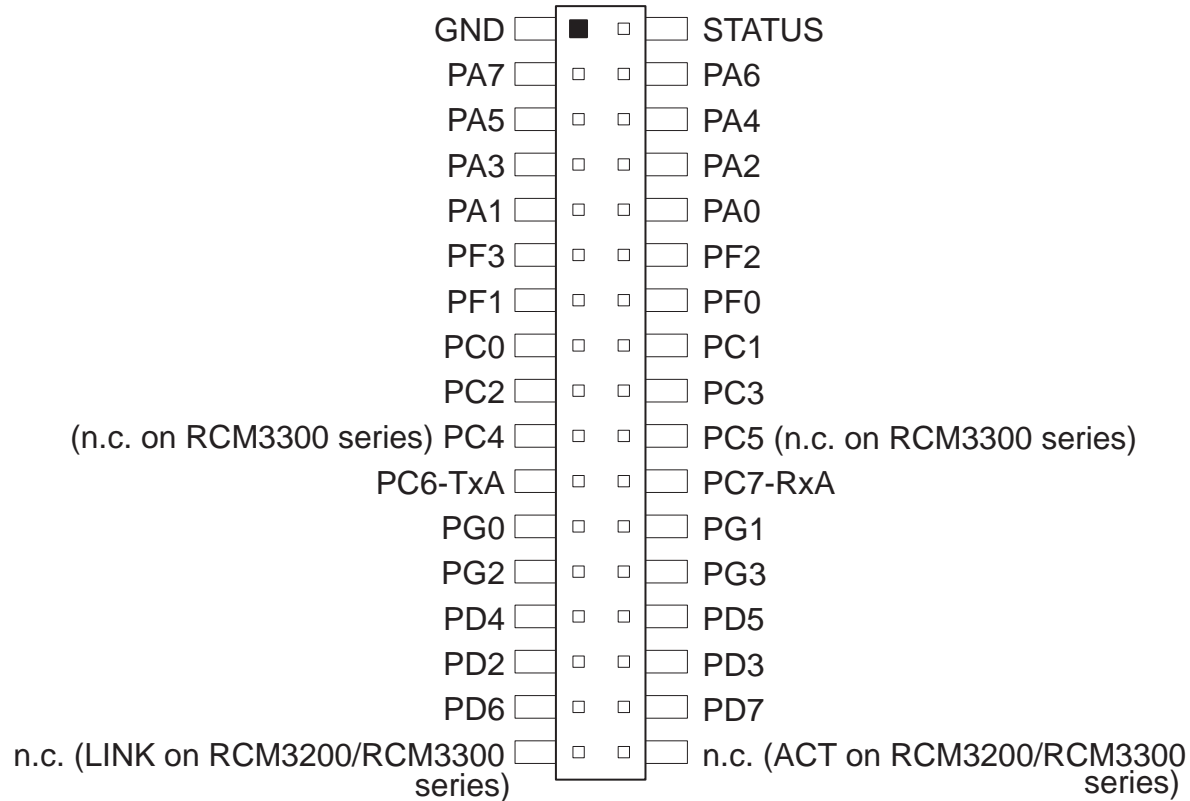 GND STATUS
PA7 PA6
PA5 PA4
PA3 PA2
PA1 PA0
PF3 PF2
PF1 PF0
PC0 PC1
PC2 PC3
(n.c. on RCM3300 series) PC4 PC5 (n.c. on RCM3300 series)
PC6-TxA PC7-RxA
PG0 PG1
PG2 PG3
PD4 PD5
PD2 PD3
PD6 PD7
n.c. (LINK on RCM3200/RCM3300
series)
n.c. (ACT on RCM3200/RCM3300
series)